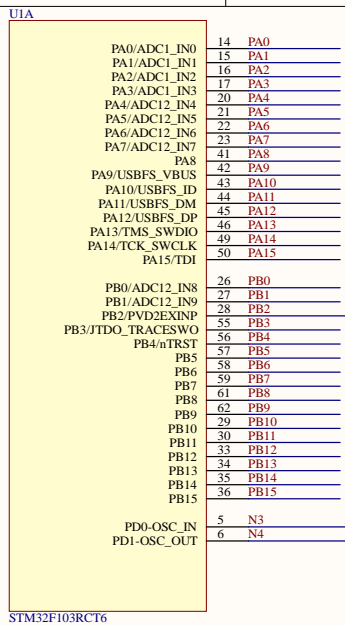 U1A
PA0/ADC1_IN0 14 PA0
PA1/ADC1_IN1 15 PA1
PA2/ADC1_IN2 16 PA2
PA3/ADC1_IN3 17 PA3
PA4/ADC12_IN4 20 PA4
PA5/ADC12_IN5 21 PA5
PA6/ADC12_IN6 22 PA6
PA7/ADC12_IN7 23 PA7
PA8 41 PA8
PA9/USBFS_VBUS 42 PA9
PA10/USBFS_ID 43 PA10
PA11/USBFS_DM 44 PA11
PA12/USBFS_DP 45 PA12
PA13/TMS_SWDIO 46 PA13
PA14/TCK_SWCLK 49 PA14
PA15/TDI 50 PA15
PB0/ADC12_IN8 26 PB0
PB1/ADC12_IN9 27 PB1
PB2/PVD2EXINP 28 PB2
PB3/JTDO_TRACESWO 55 PB3
PB4/nTRST 56 PB4
PB5 57 PB5
PB6 58 PB6
PB7 59 PB7
PB8 61 PB8
PB9 62 PB9
PB10 29 PB10
PB11 30 PB11
PB12 33 PB12
PB13 34 PB13
PB14 35 PB14
PB15 36 PB15
PD0-OSC_IN 5 N3
PD1-OSC_OUT 6 N4
STM32F103RCT6